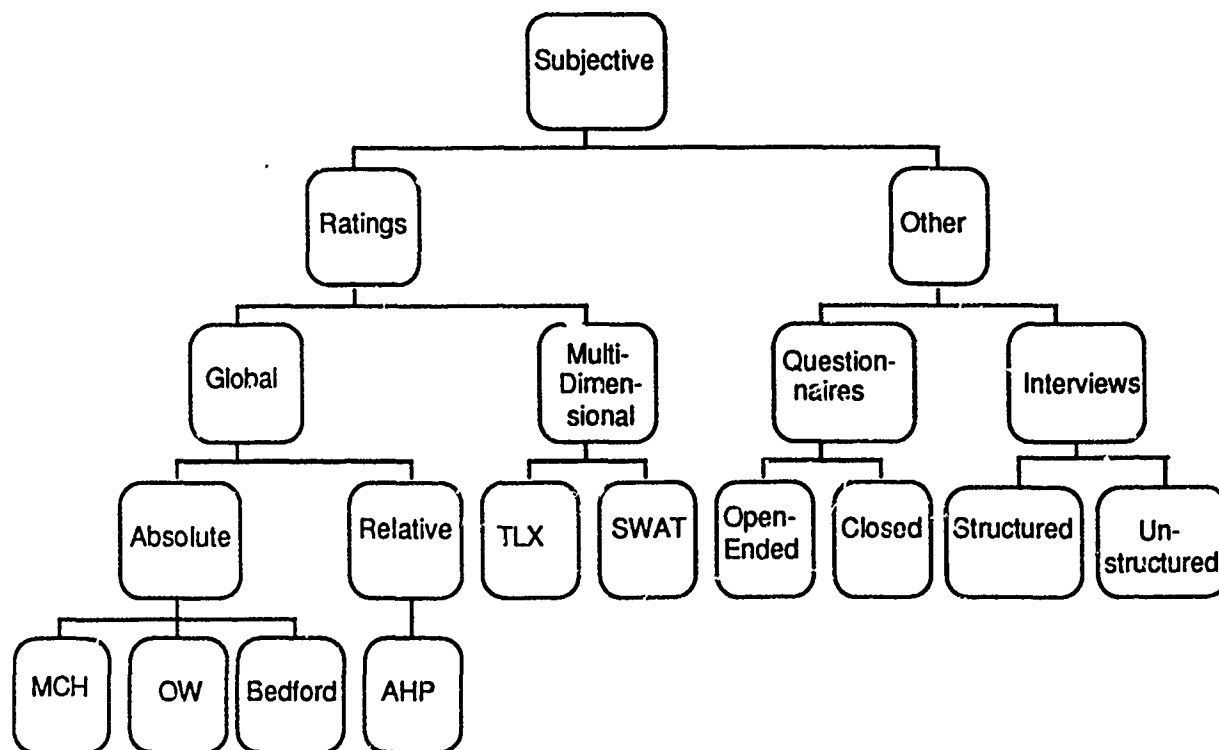 Subjective
Ratings
Other
Global
Multi-
Dimen-
sional
Question-
naires
Interviews
Absolute
Relative
TLX
SWAT
Open-
Ended
Closed
Structured
Un-
structured
MCH
OW
Bedford
AHP